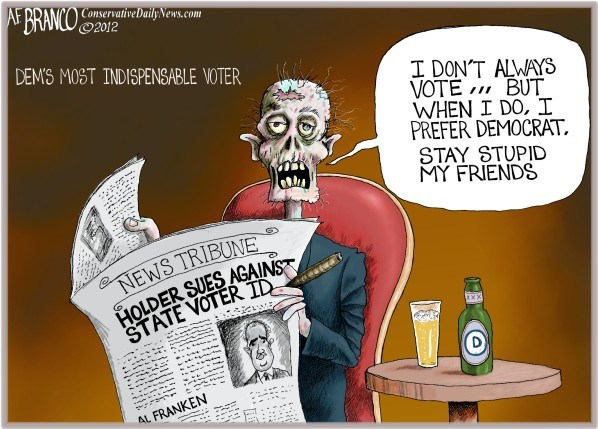 AF BRANCO ConservativeDailyNews.com
©2012
DEM'S MOST INDISPENSABLE VOTER
I DON'T ALWAYS
VOTE ,,, BUT
WHEN I DO, I
PREFER DEMOCRAT.
STAY STUPID
MY FRIENDS
NEWS TRIBUNE
HOLDER SUES AGAINST
STATE VOTER ID
AL FRANKEN
XXX
D